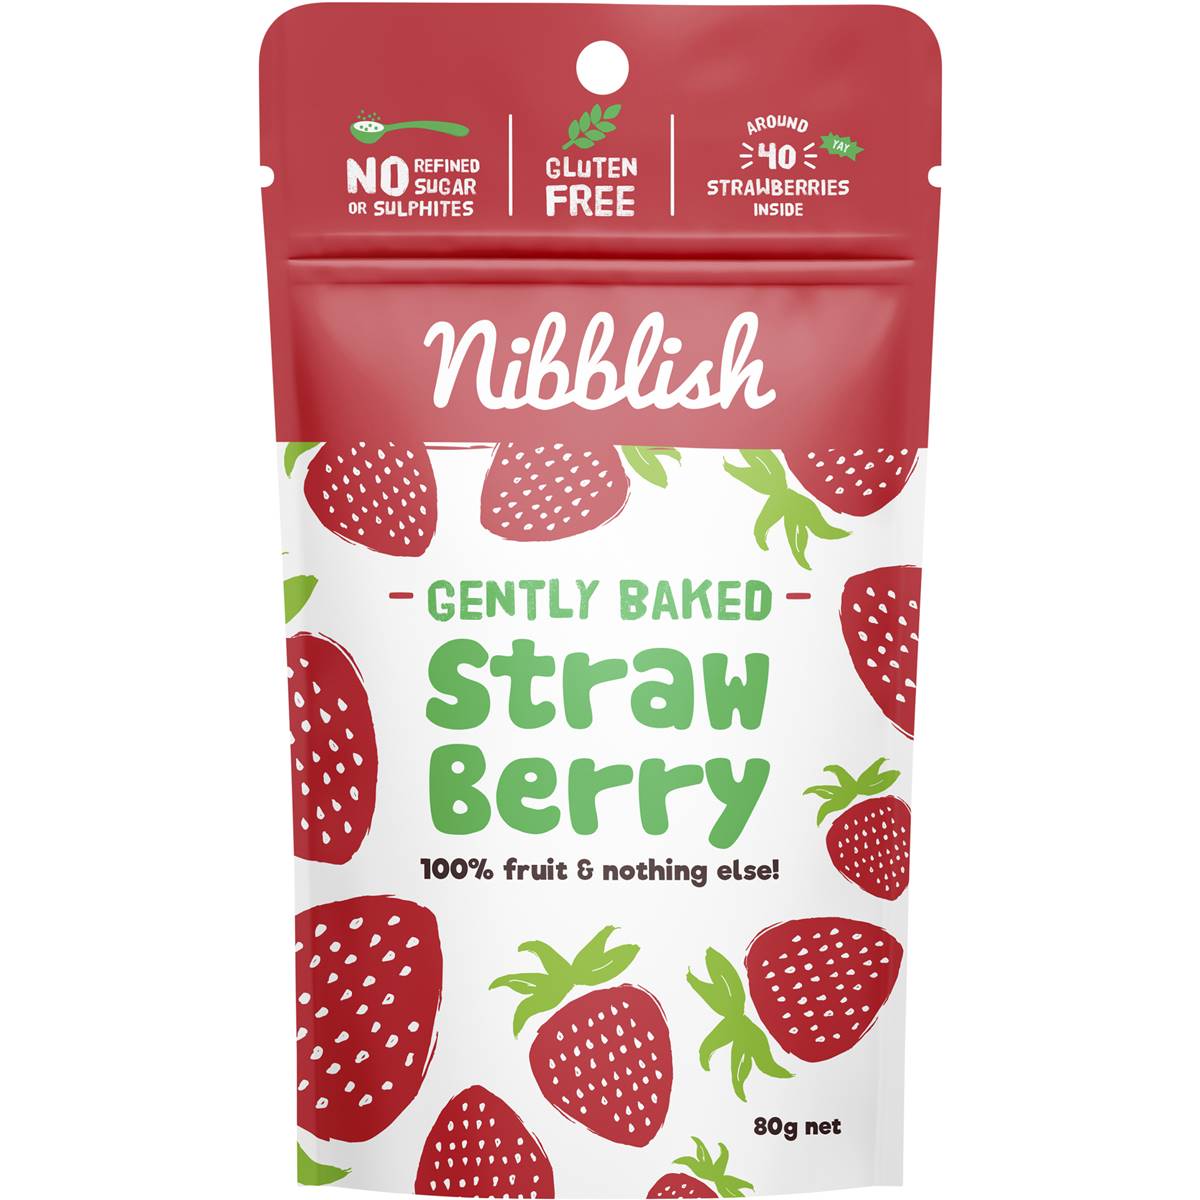 NO REFINED
SUGAR
OR SULPHITES
GLUTEN
FREE
AROUND
40
YAY
STRAWBERRIES
INSIDE
Nibblish
- GENTLY BAKED -
Straw
Berry
100% fruit & nothing else!
80g net